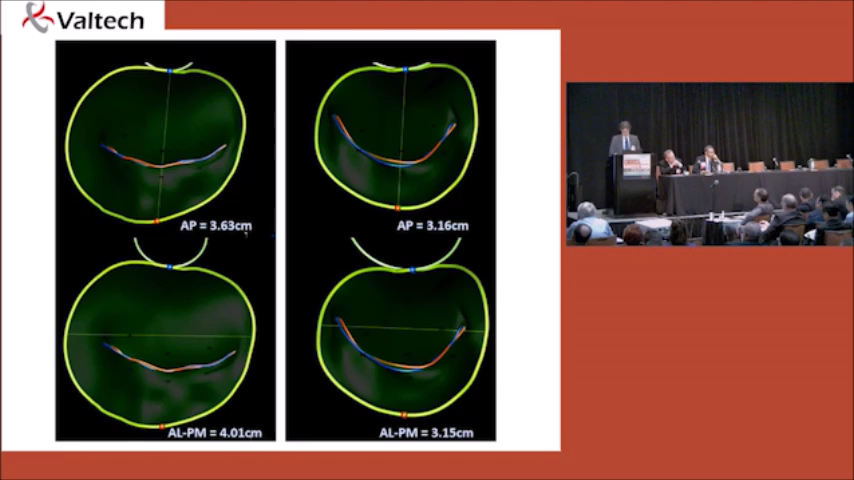 Valtech
AP = 3.63cm
AP = 3.16cm
AL-PM = 4.01cm
AL-PM = 3.15cm